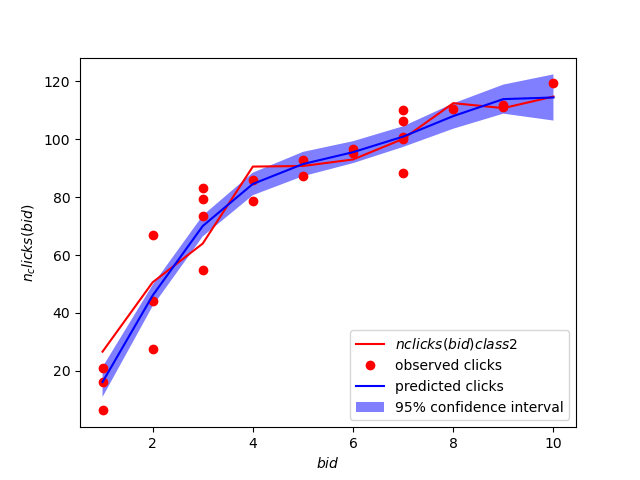 120
100
80
60
40
20
n_clicks(bid)
nclicks(bid)class2
observed clicks
predicted clicks
95% confidence interval
2
4
6
8
10
bid